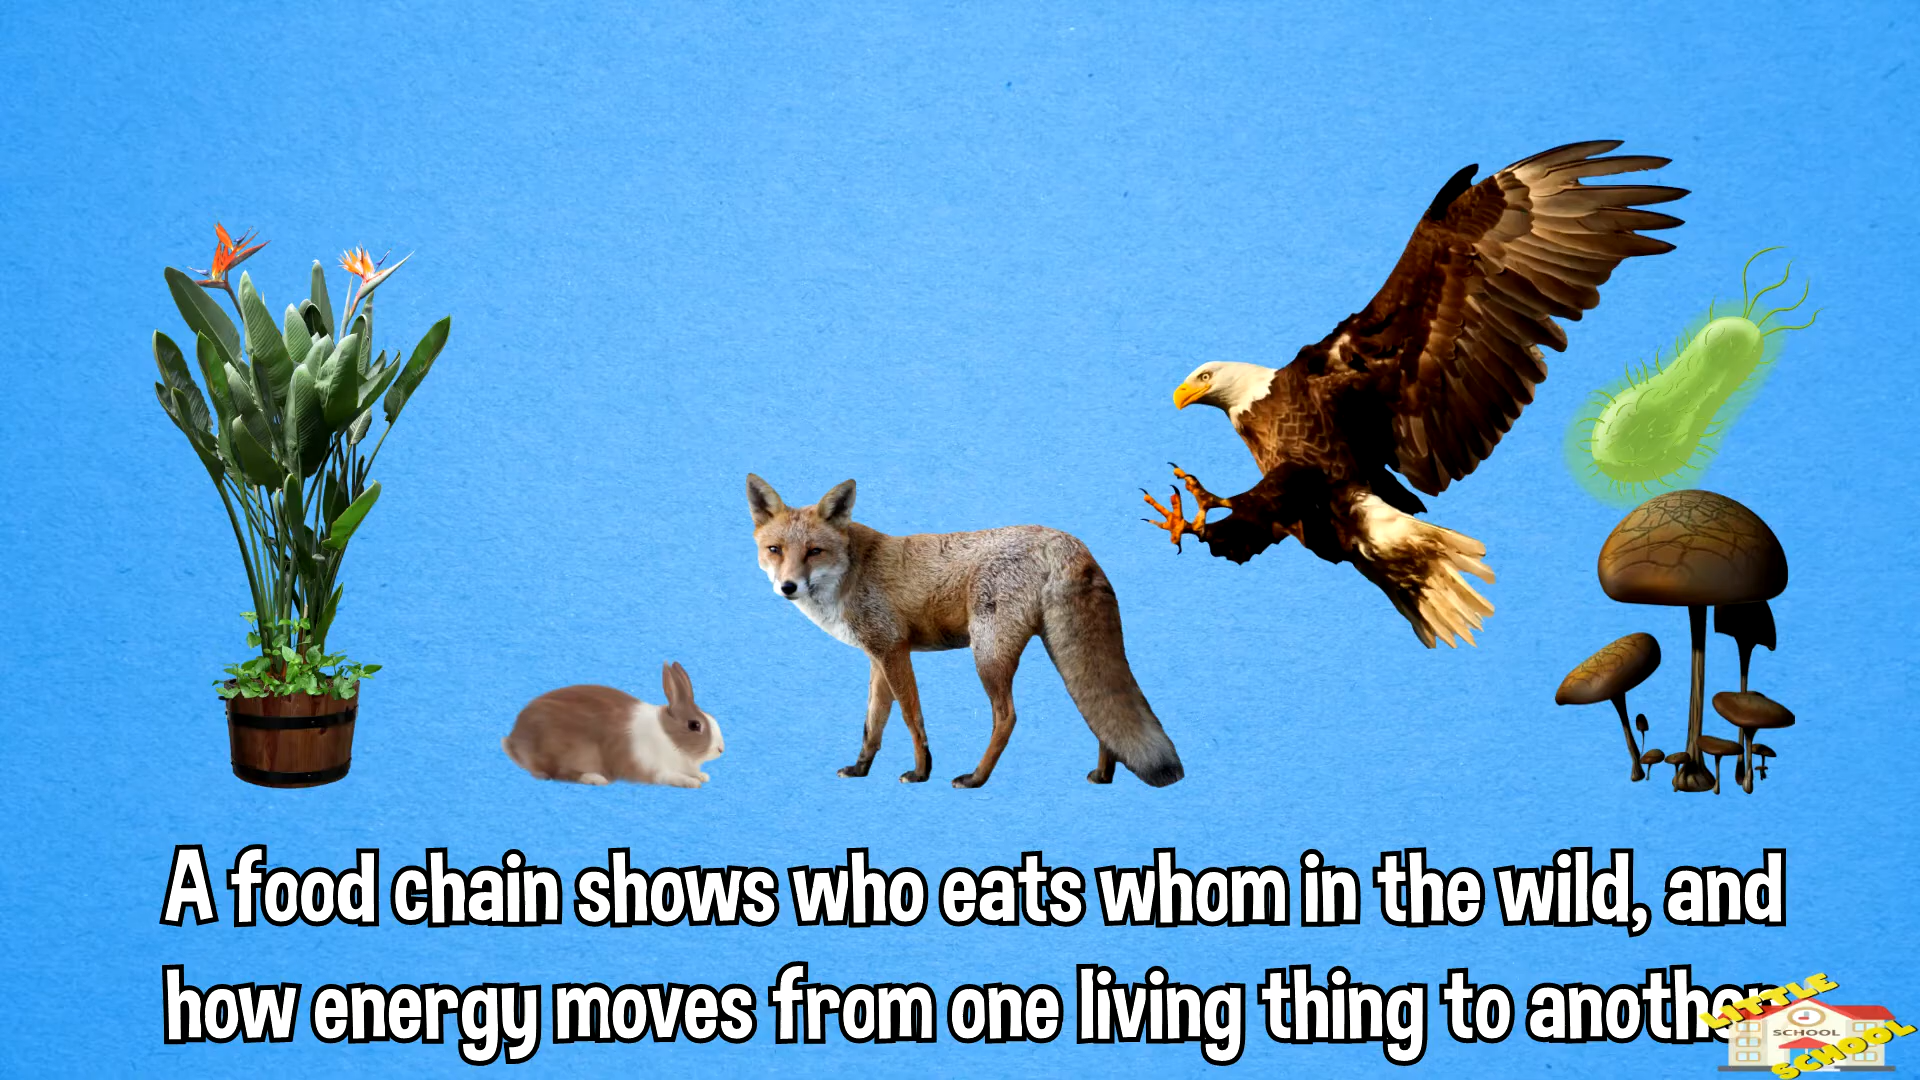 A food chain shows who eats whom in the wild, and
how energy moves from one living thing to another
LITTLE
SCHOOL
SCHOOL